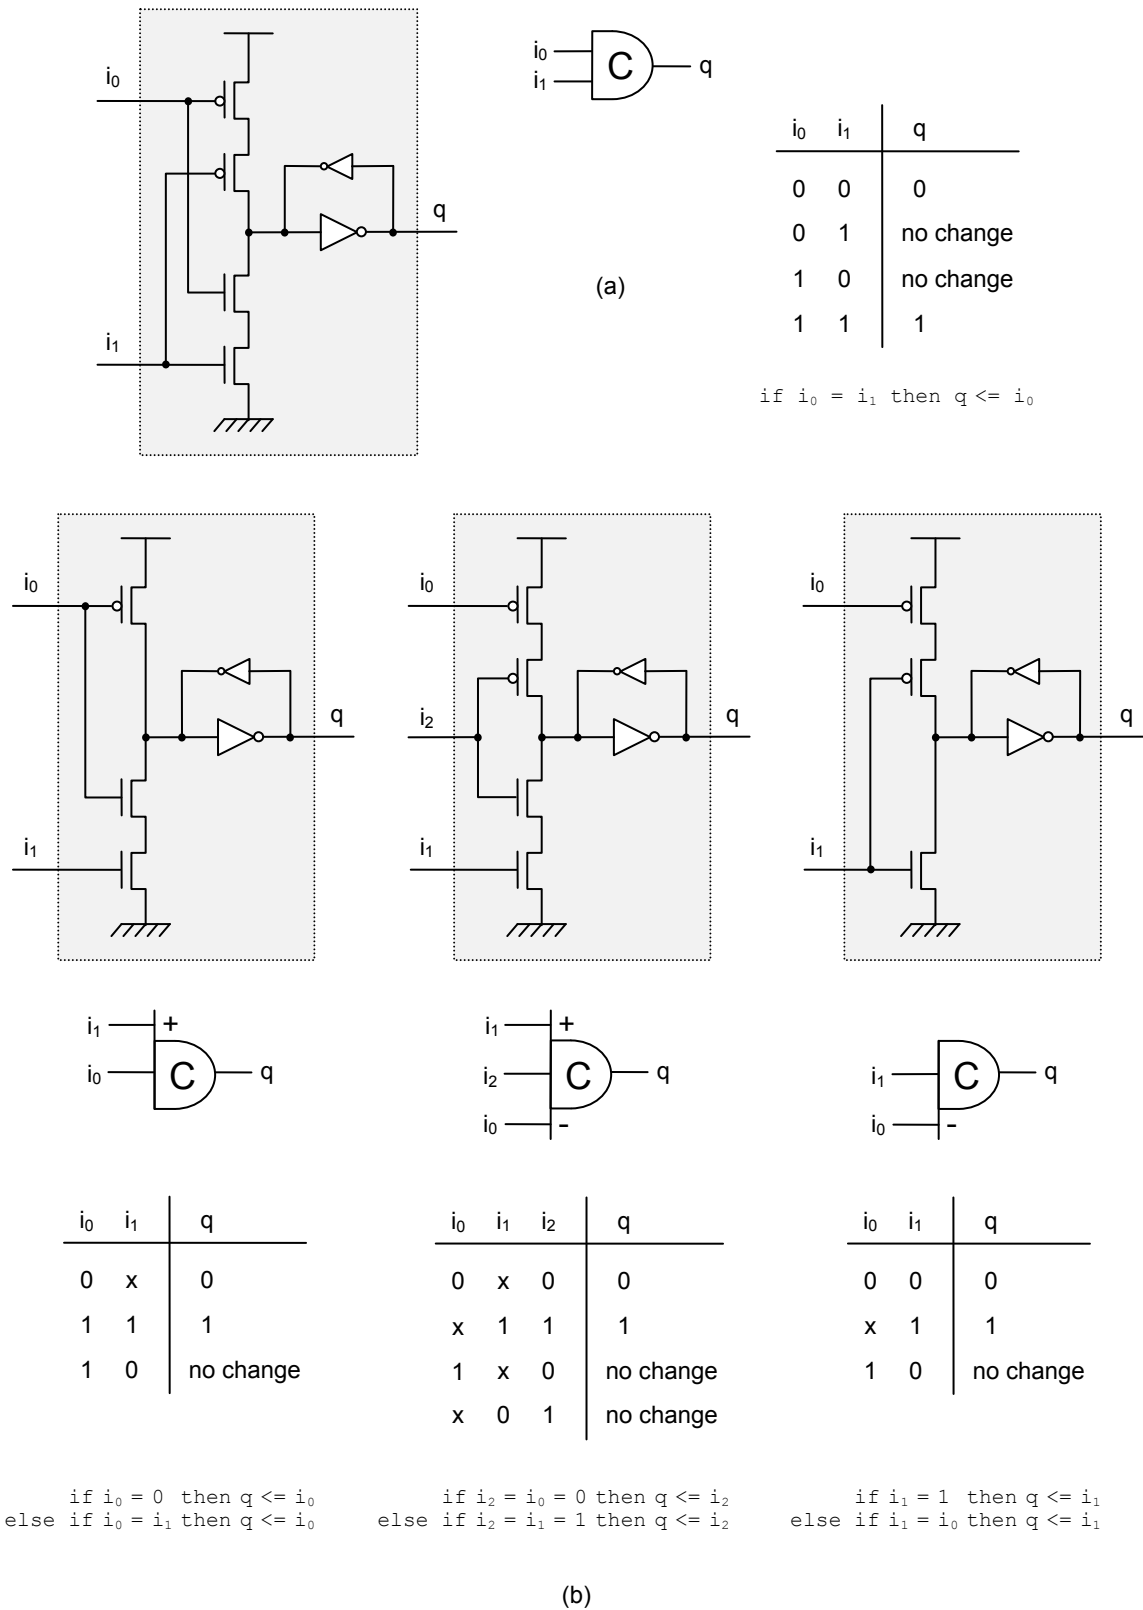 i₀
i₁
q
i₀
i₁
C
q
i₀ i₁ q
0 0 0
0 1 no change
1 0 no change
1 1 1
if i₀ = i₁ then q <= i₀
(a)
i₀
i₁
q
i₀
i₂
i₁
q
i₀
i₁
q
i₁ +
i₀ C q
i₁ +
i₂ C q
i₀ -
i₁ C q
i₀ -
i₀ i₁ q
0 x 0
1 1 1
1 0 no change
i₀ i₁ i₂ q
0 x 0 0
x 1 1 1
1 x 0 no change
x 0 1 no change
i₀ i₁ q
0 0 0
x 1 1
1 0 no change
if i₀ = 0 then q <= i₀
else if i₀ = i₁ then q <= i₀
if i₂ = i₀ = 0 then q <= i₂
else if i₂ = i₁ = 1 then q <= i₂
if i₁ = 1 then q <= i₁
else if i₁ = i₀ then q <= i₁
(b)